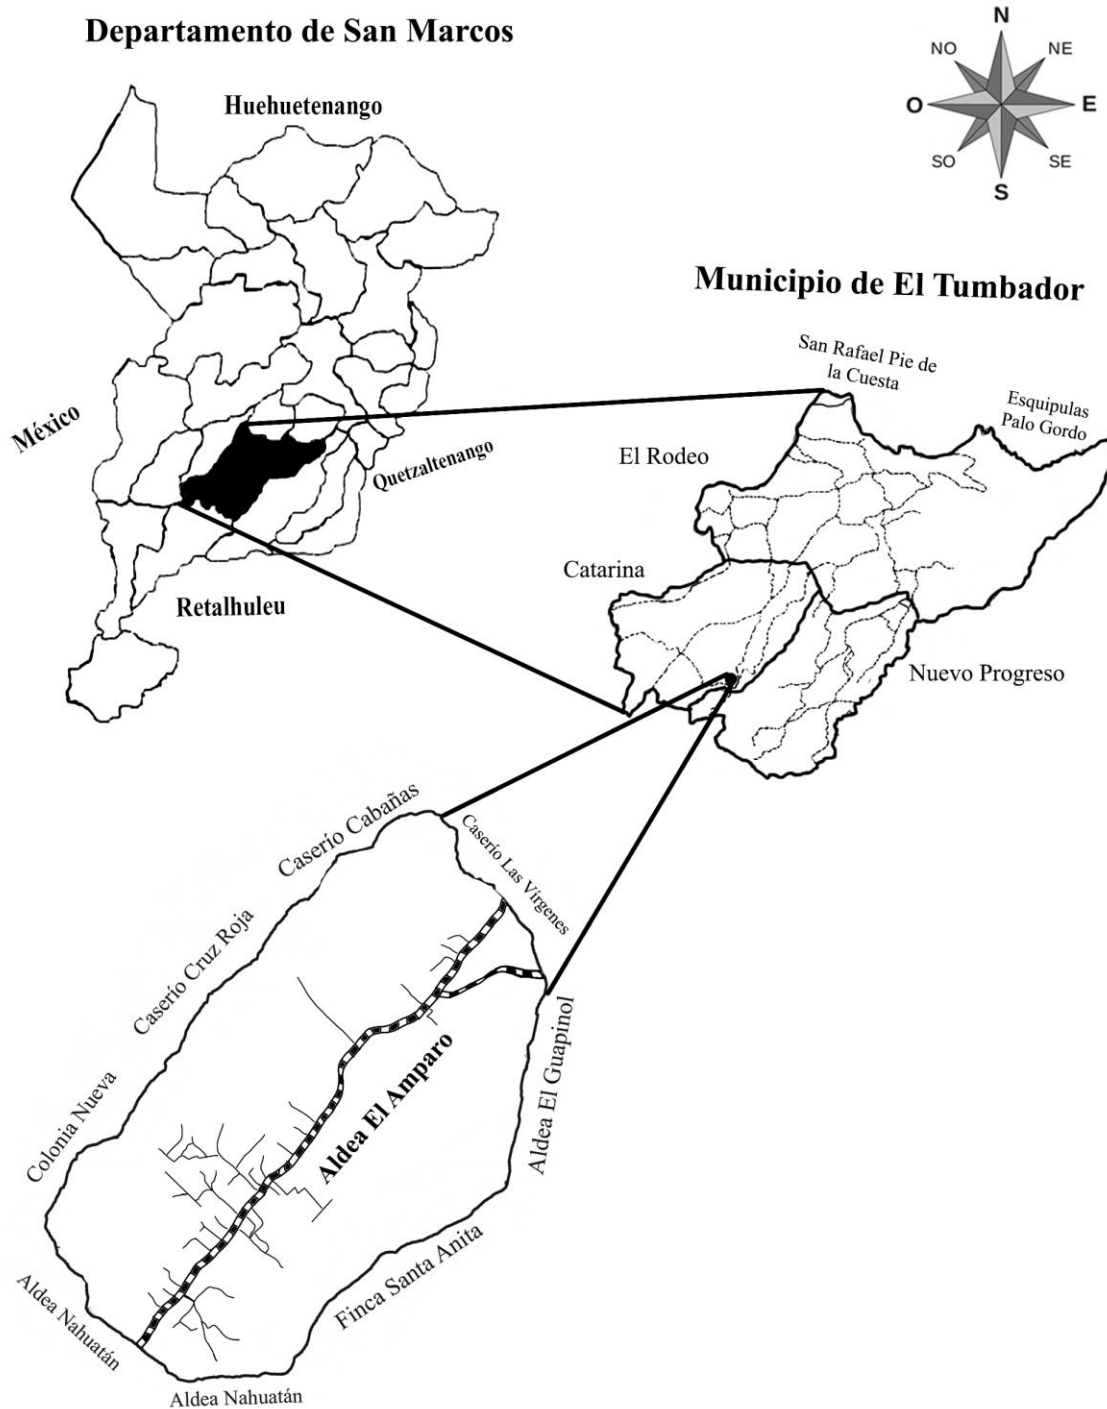 Departamento de San Marcos
N
NO
NE
O
E
SO
SE
S
Huehuetenango
México
Quetzaltenango
Retalhuleu
Municipio de El Tumbador
San Rafael Pie de
la Cuesta
Esquipulas
Palo Gordo
El Rodeo
Catarina
Nuevo Progreso
Caserío Cabañas
Caserío Las Vírgenes
Caserío Cruz Roja
Colonia Nueva
Aldea El Amparo
Aldea El Guapinol
Finca Santa Anita
Aldea Nahuatán
Aldea Nahuatán